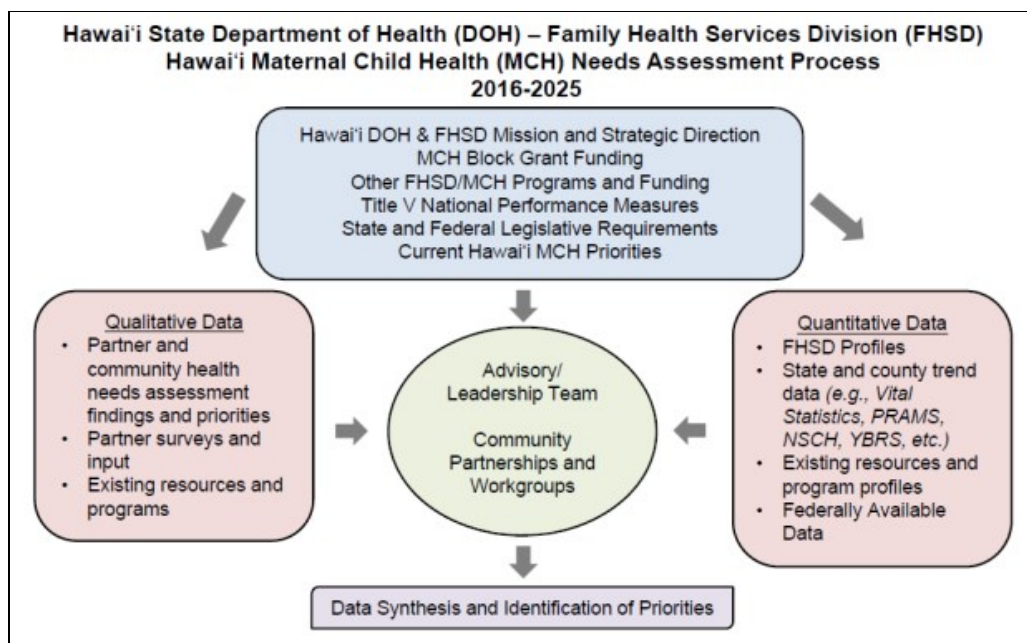 Hawaiʻi State Department of Health (DOH) – Family Health Services Division (FHSD)
Hawaiʻi Maternal Child Health (MCH) Needs Assessment Process
2016-2025
Hawaiʻi DOH & FHSD Mission and Strategic Direction
MCH Block Grant Funding
Other FHSD/MCH Programs and Funding
Title V National Performance Measures
State and Federal Legislative Requirements
Current Hawaiʻi MCH Priorities
Qualitative Data
• Partner and
community health
needs assessment
findings and priorities
• Partner surveys and
input
• Existing resources and
programs
Advisory/
Leadership Team
Community
Partnerships and
Workgroups
Quantitative Data
• FHSD Profiles
• State and county trend
data (e.g., Vital
Statistics, PRAMS,
NSCH, YBRS, etc.)
• Existing resources and
program profiles
• Federally Available
Data
Data Synthesis and Identification of Priorities